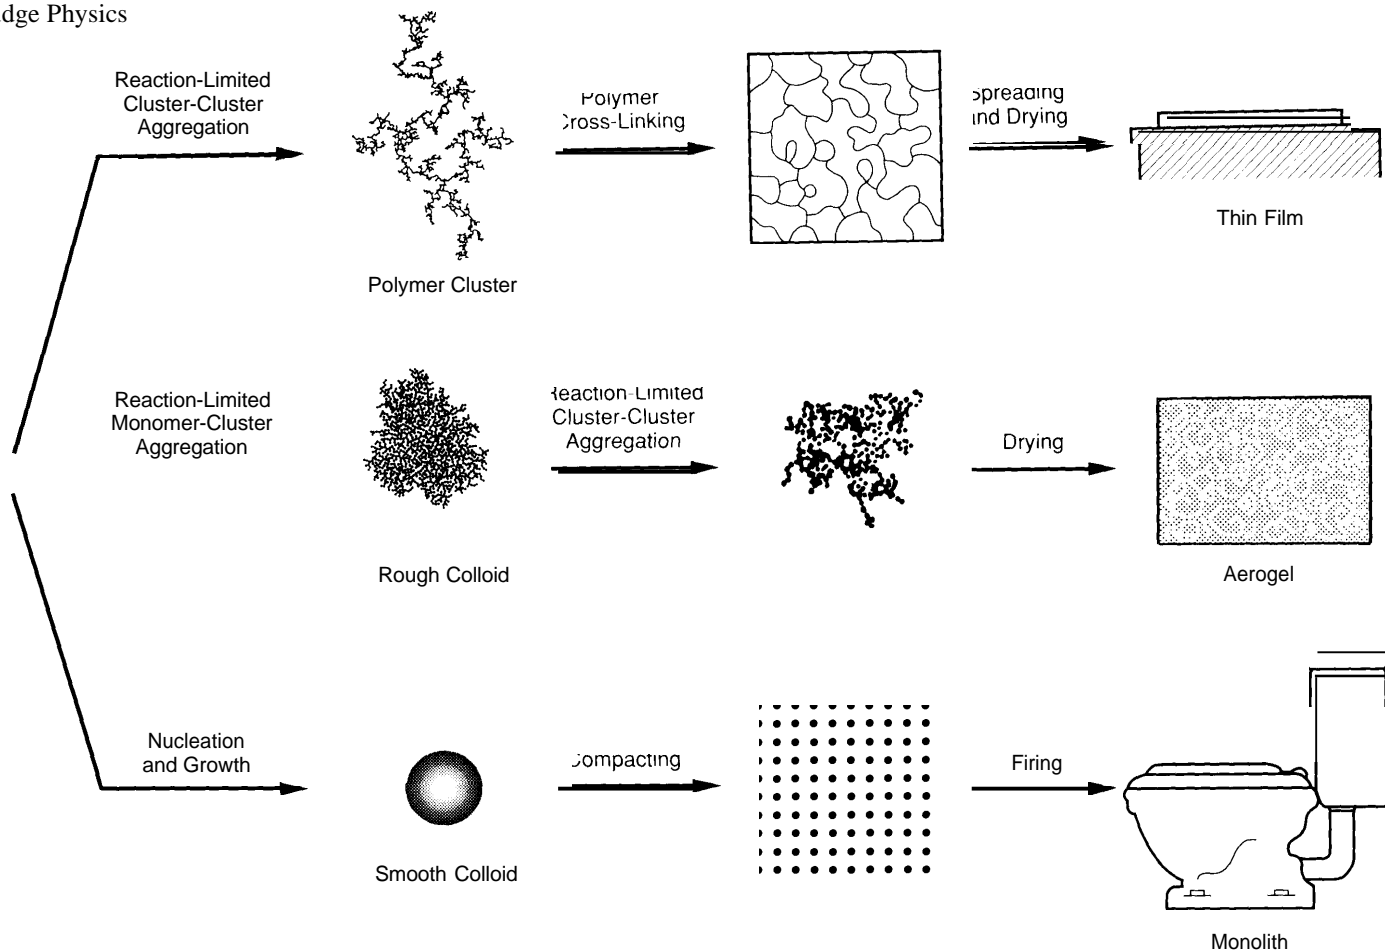 Physics
Reaction-Limited
Cluster-Cluster
Aggregation
Polymer Cluster
Polymer
Cross-Linking
Spreading
and Drying
Thin Film
Reaction-Limited
Monomer-Cluster
Aggregation
Rough Colloid
Reaction-Limited
Cluster-Cluster
Aggregation
Drying
Aerogel
Nucleation
and Growth
Smooth Colloid
Compacting
Firing
Monolith